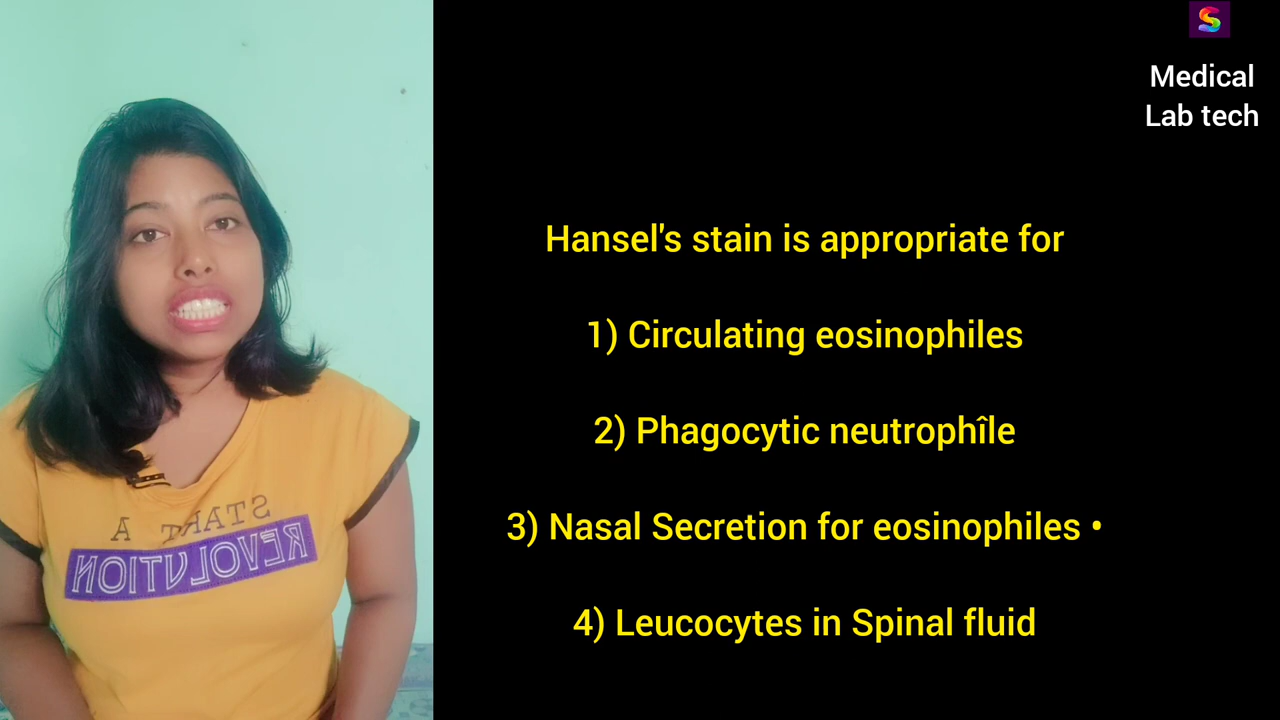 Medical
Lab tech
Hansel's stain is appropriate for
1) Circulating eosinophiles
2) Phagocytic neutrophîle
3) Nasal Secretion for eosinophiles •
4) Leucocytes in Spinal fluid
START A
REVOLUTION